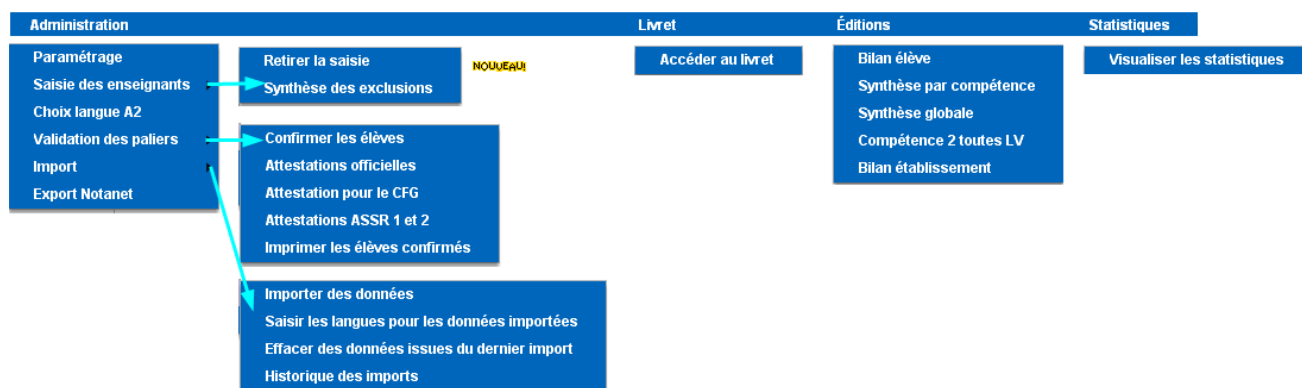 Administration
Livret
Éditions
Statistiques
Paramétrage
Saisie des enseignants
Choix langue A2
Validation des paliers
Import
Export Notanet
Retirer la saisie
NOUVEAU!
Synthèse des exclusions
Confirmer les élèves
Attestations officielles
Attestation pour le CFG
Attestations ASSR 1 et 2
Imprimer les élèves confirmés
Importer des données
Saisir les langues pour les données importées
Effacer des données issues du dernier import
Historique des imports
Accéder au livret
Bilan élève
Synthèse par compétence
Synthèse globale
Compétence 2 toutes LV
Bilan établissement
Visualiser les statistiques